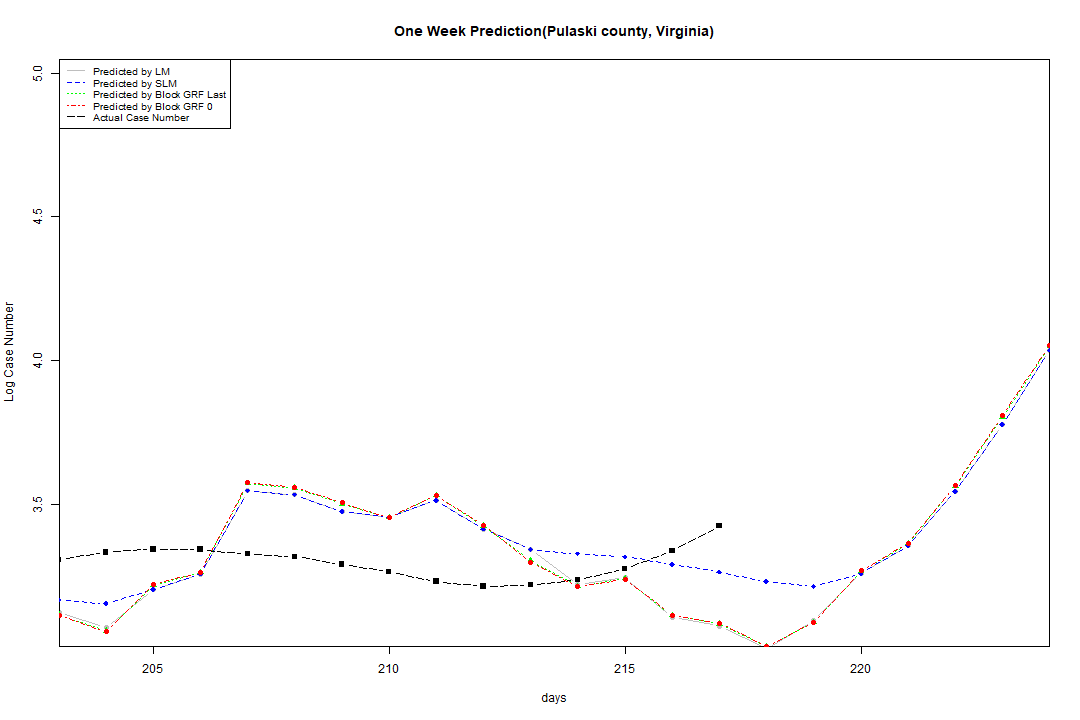 One Week Prediction(Pulaski county, Virginia)
Predicted by LM
Predicted by SLM
Predicted by Block GRF Last
Predicted by Block GRF 0
Actual Case Number
Log Case Number
5.0
4.5
4.0
3.5
205
210
215
220
days